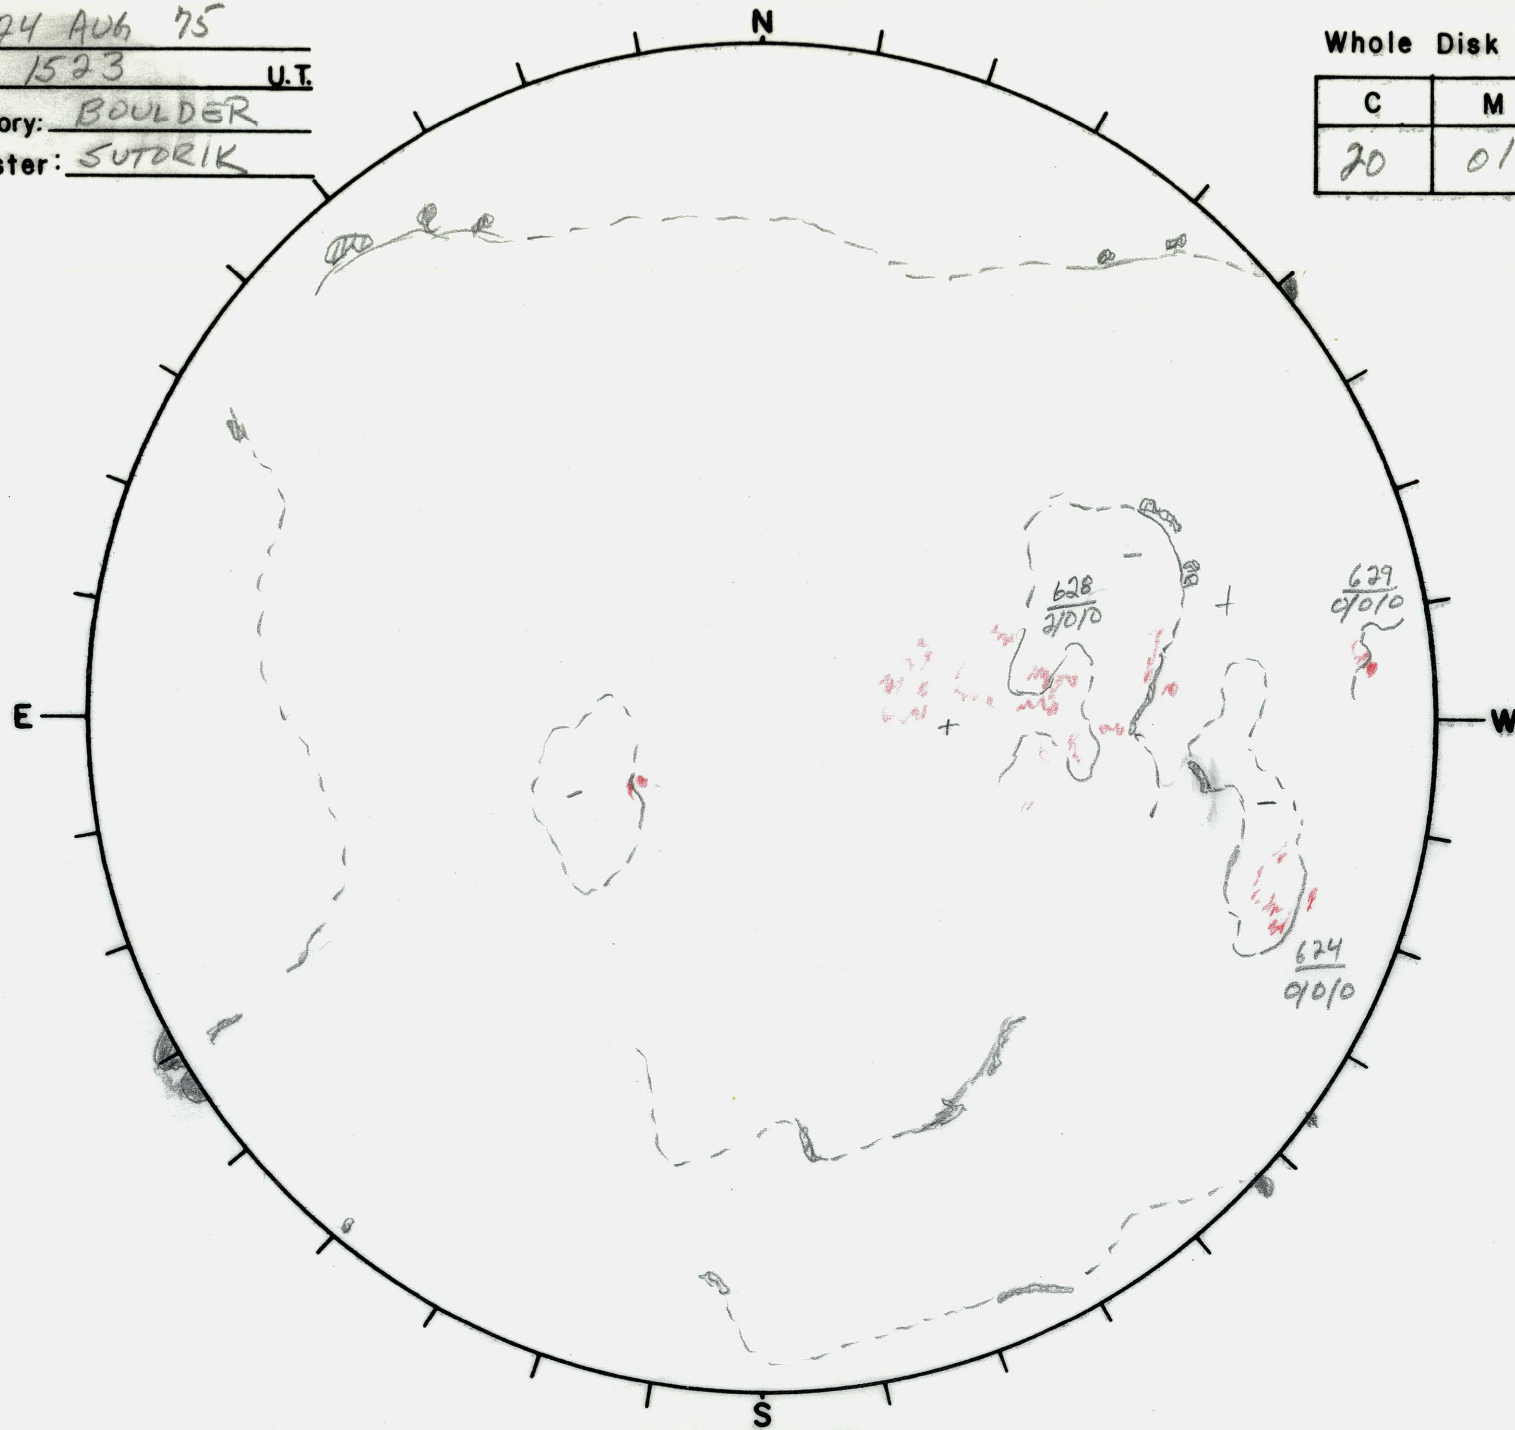 24 AUG 75
1523 U.T.
ory: BOULDER
ster: SUTORIK
N
Whole Disk
C M
20 01
628
2/0/0
629
0/0/0
E
W
624
0/0/0
S